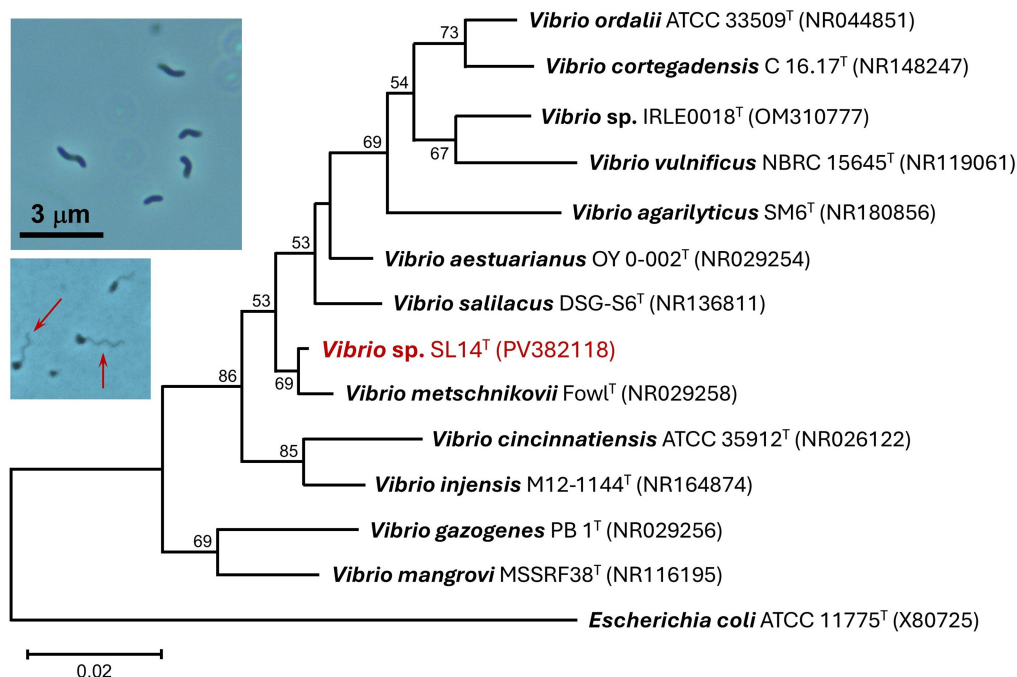 3 µm
73
Vibrio ordalii ATCC 33509ᵀ (NR044851)
Vibrio cortegadensis C 16.17ᵀ (NR148247)
54
Vibrio sp. IRLE0018ᵀ (OM310777)
67
Vibrio vulnificus NBRC 15645ᵀ (NR119061)
69
Vibrio agarilyticus SM6ᵀ (NR180856)
Vibrio aestuarianus OY 0-002ᵀ (NR029254)
53
Vibrio salilacus DSG-S6ᵀ (NR136811)
53
Vibrio sp. SL14ᵀ (PV382118)
69
Vibrio metschnikovii Fowlᵀ (NR029258)
86
Vibrio cincinnatiensis ATCC 35912ᵀ (NR026122)
85
Vibrio injensis M12-1144ᵀ (NR164874)
Vibrio gazogenes PB 1ᵀ (NR029256)
69
Vibrio mangrovi MSSRF38ᵀ (NR116195)
Escherichia coli ATCC 11775ᵀ (X80725)
0.02